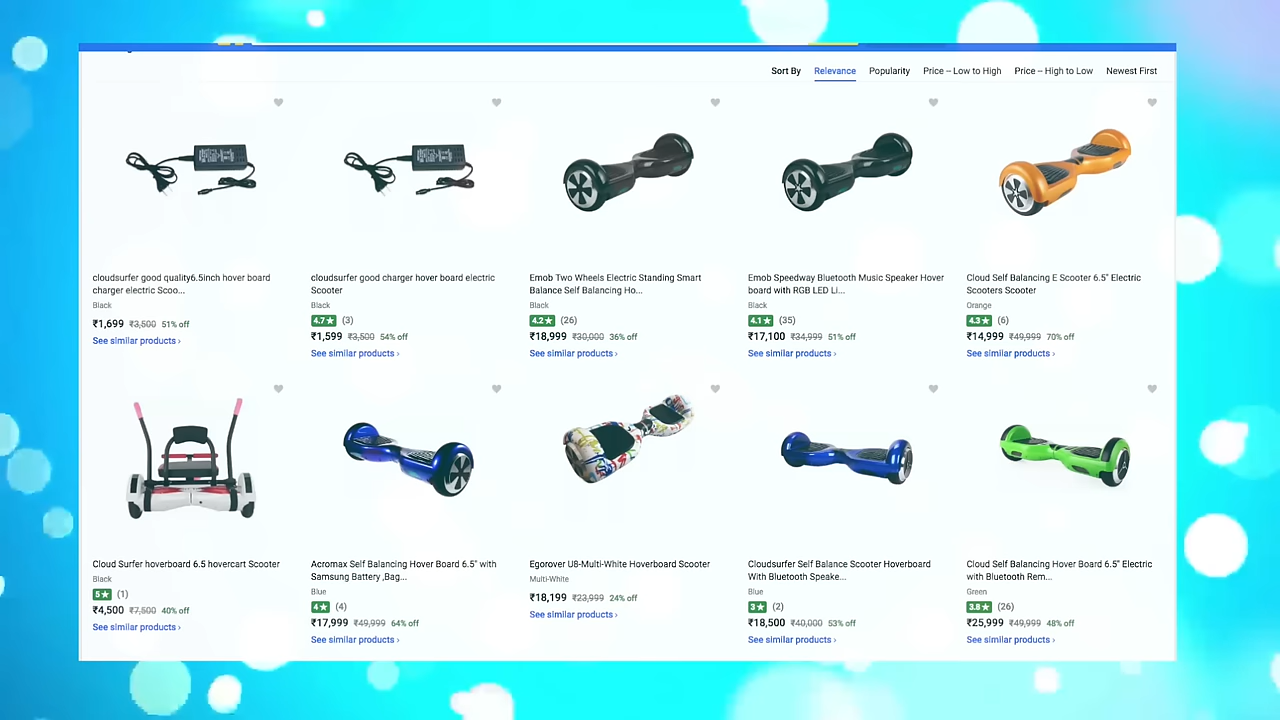 Sort By Relevance Popularity Price -- Low to High Price -- High to Low Newest First
cloudsurfer good quality6.5inch hover board
charger electric Scoo...
Black
₹1,699 ₹3,500 51% off
See similar products ›
cloudsurfer good charger hover board electric
Scooter
Black
4.7★ (3)
₹1,599 ₹3,500 54% off
See similar products ›
Emob Two Wheels Electric Standing Smart
Balance Self Balancing Ho...
Black
4.2★ (26)
₹18,999 ₹30,000 36% off
See similar products ›
Emob Speedway Bluetooth Music Speaker Hover
board with RGB LED Li...
Black
4.1★ (35)
₹17,100 ₹34,999 51% off
See similar products ›
Cloud Self Balancing E Scooter 6.5" Electric
Scooters Scooter
Orange
4.3★ (6)
₹14,999 ₹49,999 70% off
See similar products ›
Cloud Surfer hoverboard 6.5 hovercart Scooter
Black
5★ (1)
₹4,500 ₹7,500 40% off
See similar products ›
Acromax Self Balancing Hover Board 6.5" with
Samsung Battery ,Bag...
Blue
4★ (4)
₹17,999 ₹49,999 64% off
See similar products ›
Egorover U8-Multi-White Hoverboard Scooter
Multi-White
₹18,199 ₹23,999 24% off
See similar products ›
Cloudsurfer Self Balance Scooter Hoverboard
With Bluetooth Speake...
Blue
3★ (2)
₹18,500 ₹40,000 53% off
See similar products ›
Cloud Self Balancing Hover Board 6.5" Electric
with Bluetooth Rem...
Green
3.8★ (26)
₹25,999 ₹49,999 48% off
See similar products ›